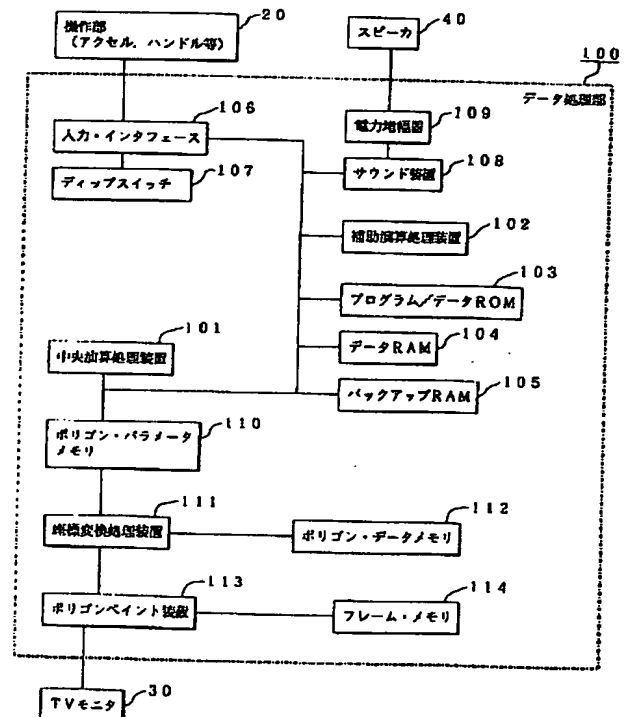 20
操作部
(アクセル、ハンドル等)
スピーカ
40
100
データ処理部
106
入力・インタフェース
109
電力増幅器
107
ディップスイッチ
108
サウンド装置
102
補助演算処理装置
103
プログラム/データROM
101
中央演算処理装置
104
データRAM
105
バックアップRAM
110
ポリゴン・パラメータ
メモリ
111
座標変換処理装置
112
ポリゴン・データメモリ
113
ポリゴンペイント装置
114
フレーム・メモリ
TVモニタ
30